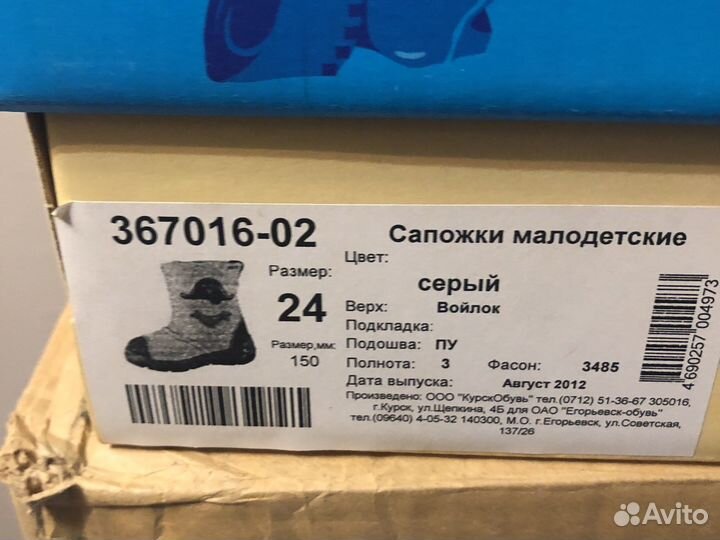 367016-02
Сапожки малодетские
Размер:
24
Размер,мм:
150
Цвет:
серый
Верх: Войлок
Подкладка:
Подошва: ПУ
Полнота: 3 Фасон: 3485
Дата выпуска: Август 2012
Произведено: ООО "КурскОбувь" тел.(0712) 51-36-67 305016,
г.Курск, ул.Щепкина, 4Б для ОАО "Егорьевск-обувь"
тел.(09640) 4-05-32 140300, М.О. г.Егорьевск, ул.Советская,
137/26
4 690257 004973
Avito